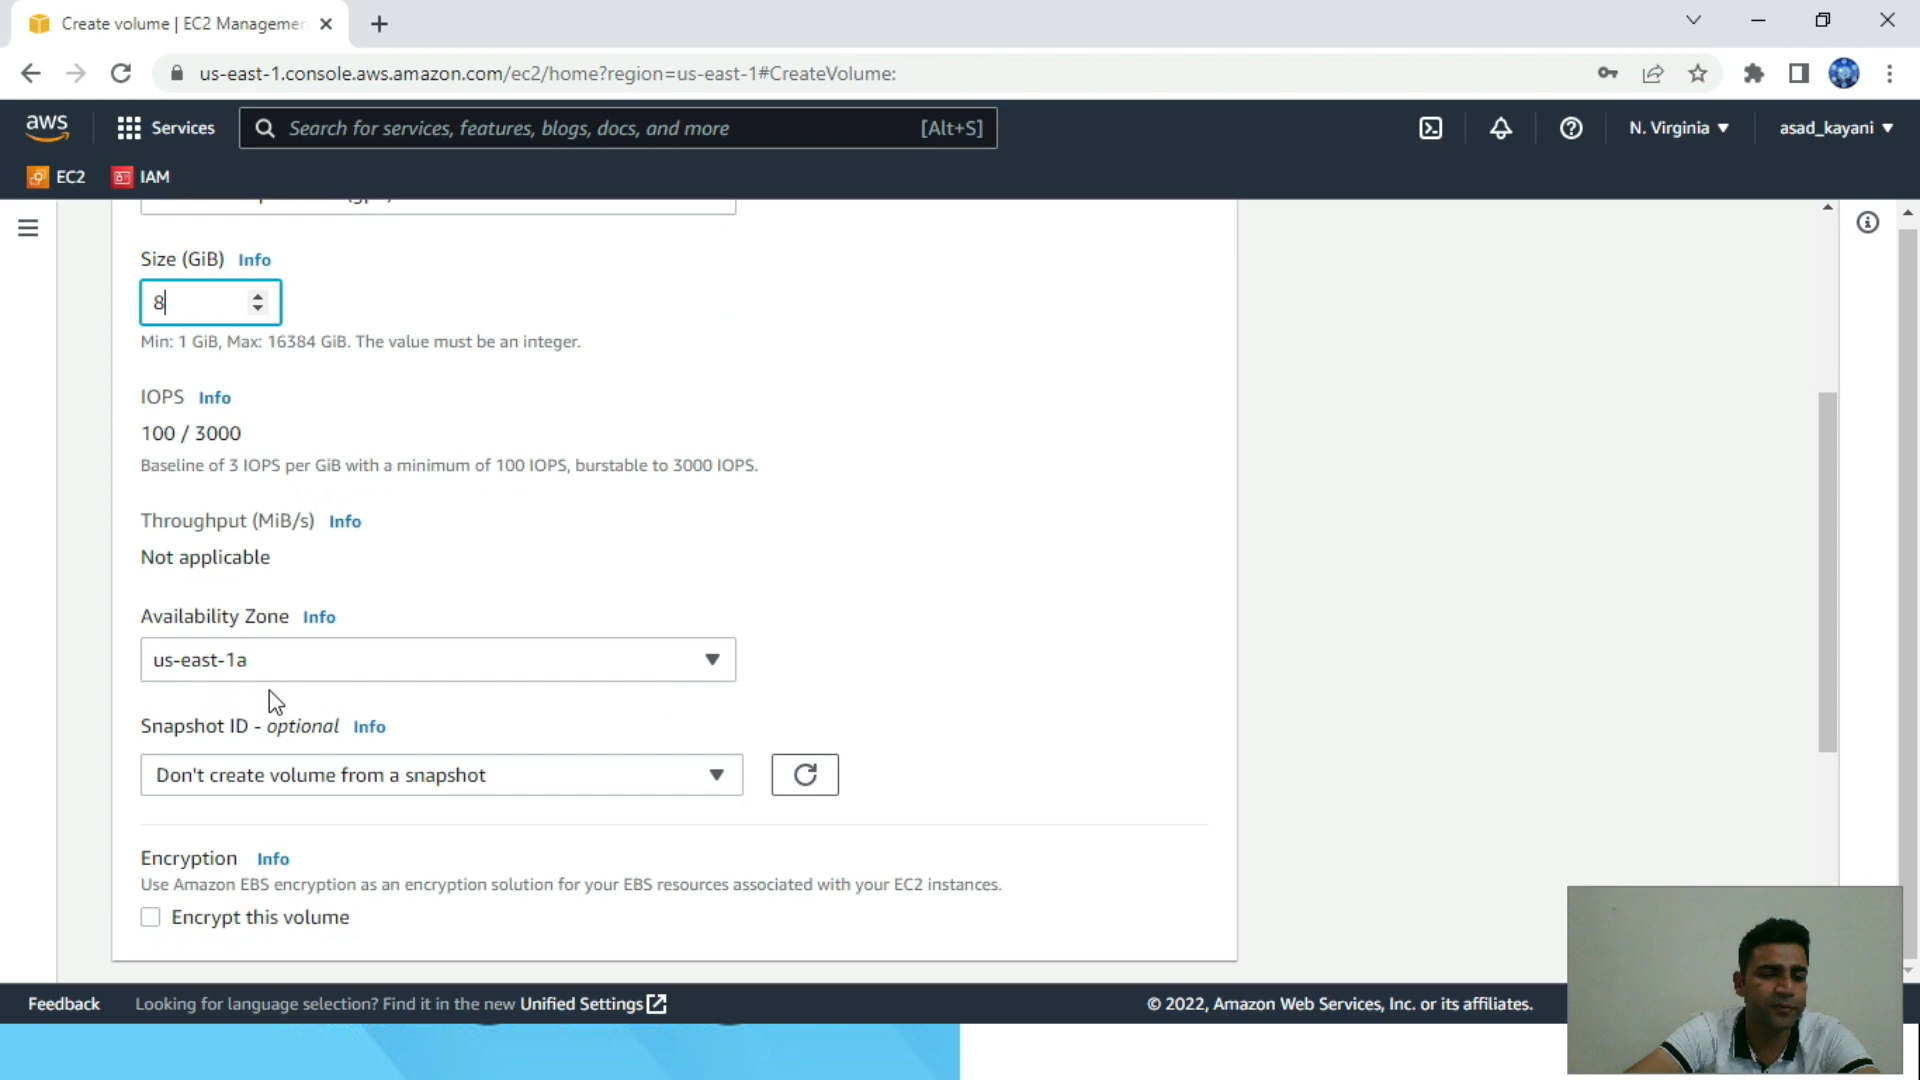 Create volume | EC2 Managemen
us-east-1.console.aws.amazon.com/ec2/home?region=us-east-1#CreateVolume:
aws
Services
Search for services, features, blogs, docs, and more
[Alt+S]
N. Virginia
asad_kayani
EC2
IAM
Size (GiB) Info
8
Min: 1 GiB, Max: 16384 GiB. The value must be an integer.
IOPS Info
100 / 3000
Baseline of 3 IOPS per GiB with a minimum of 100 IOPS, burstable to 3000 IOPS.
Throughput (MiB/s) Info
Not applicable
Availability Zone Info
us-east-1a
Snapshot ID - optional Info
Don't create volume from a snapshot
Encryption Info
Use Amazon EBS encryption as an encryption solution for your EBS resources associated with your EC2 instances.
Encrypt this volume
Feedback
Looking for language selection? Find it in the new Unified Settings
© 2022, Amazon Web Services, Inc. or its affiliates.